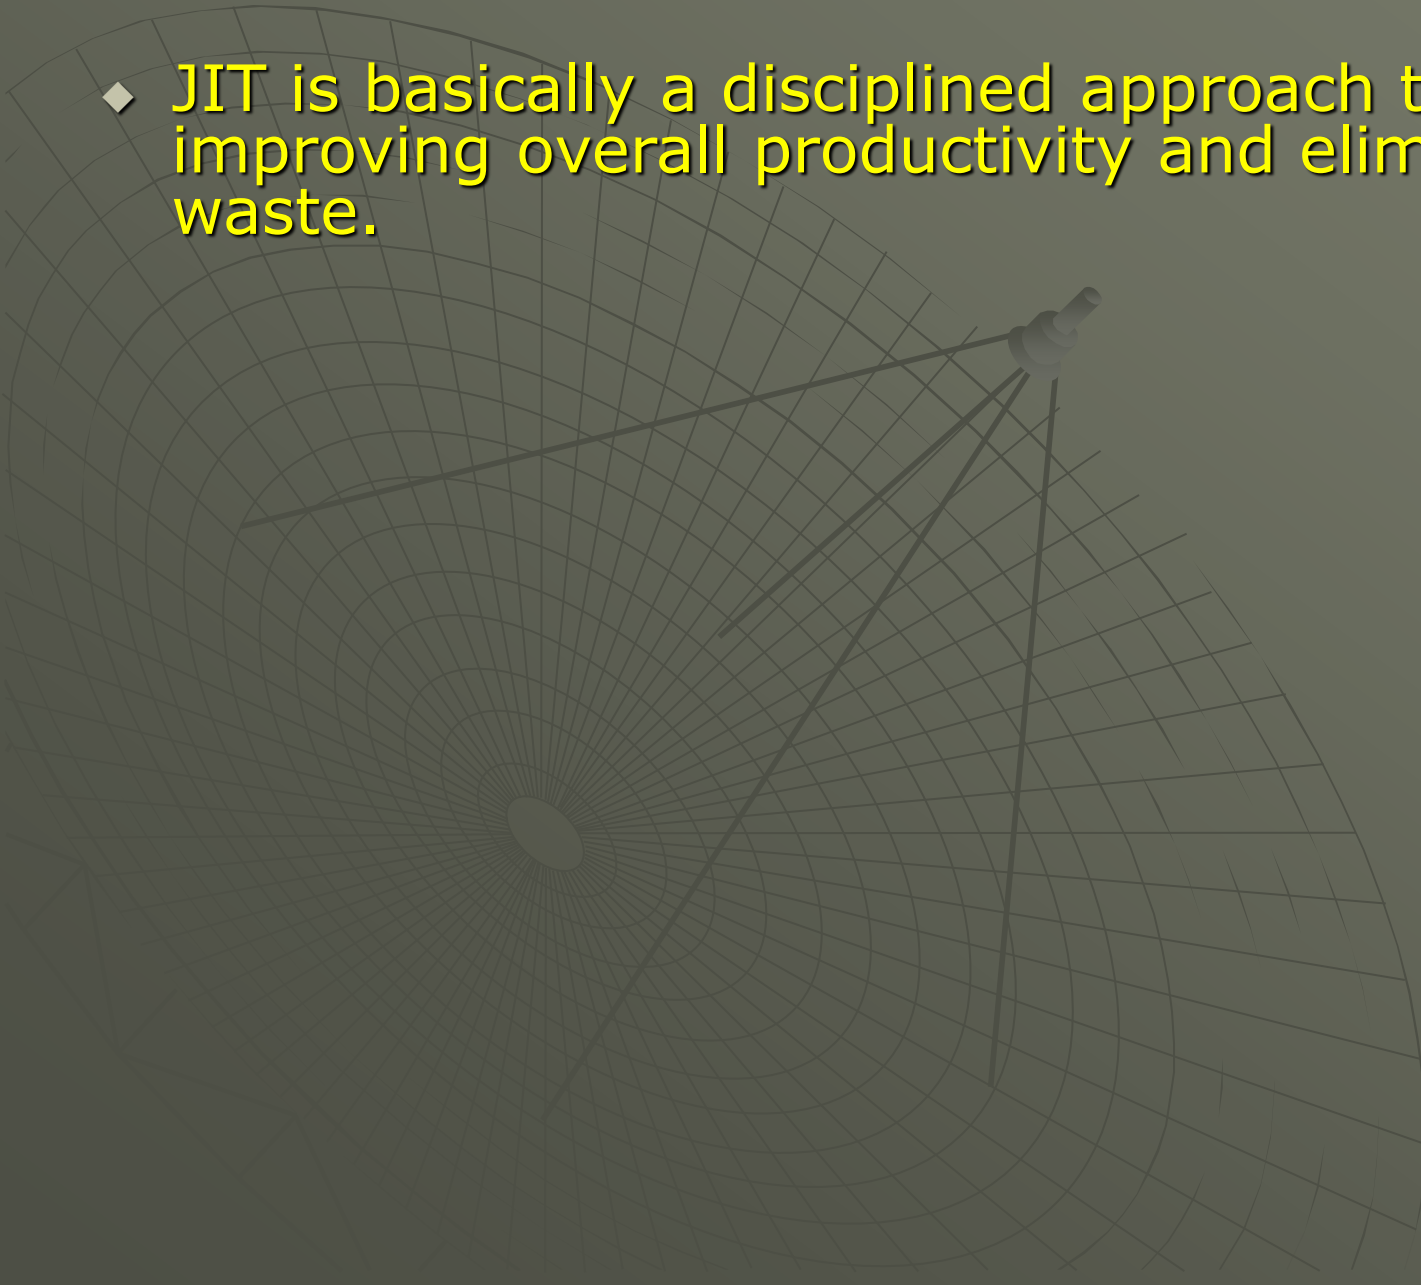 JIT is basically a disciplined approach t
improving overall productivity and elim
waste.